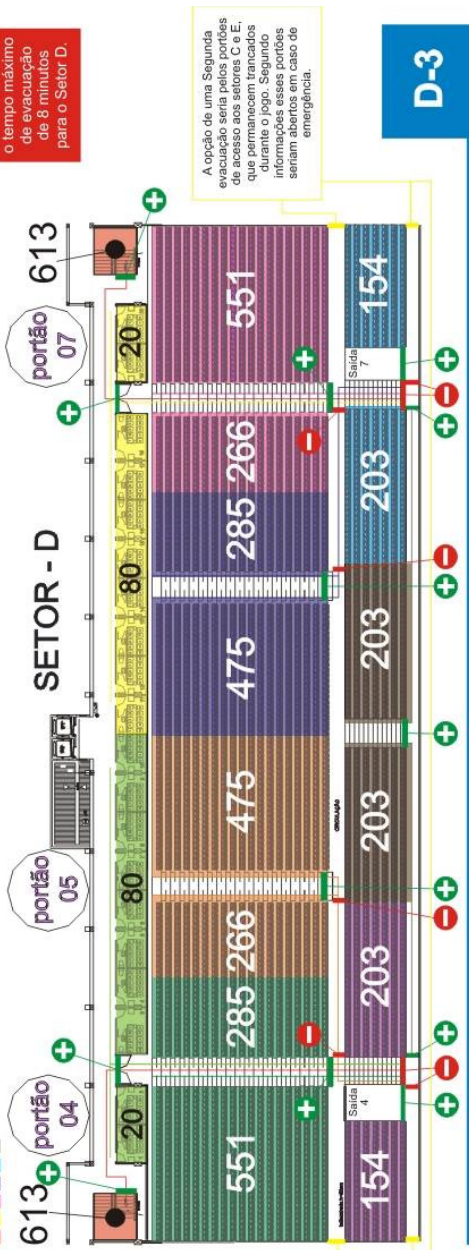 o tempo máximo
de evacuação
de 8 minutos
para o Setor D.
A opção de uma Segunda
evacuação seria pelos portões
de acesso aos setores C e E,
que permanecem trancados
durante o jogo. Segundo
informações esses portões
seriam abertos em caso de
emergência.
D-3
SETOR - D
portão
04
portão
05
portão
07
613
613
20
80
80
20
551
285
266
475
475
285
266
551
CIRCULAÇÃO
154
Saída
4
203
203
203
203
Saída
7
154